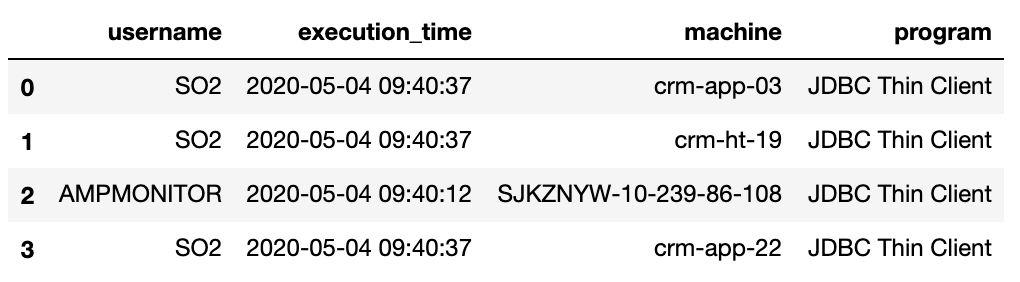 username execution_time machine program
0 SO2 2020-05-04 09:40:37 crm-app-03 JDBC Thin Client
1 SO2 2020-05-04 09:40:37 crm-ht-19 JDBC Thin Client
2 AMPMONITOR 2020-05-04 09:40:12 SJKZNYW-10-239-86-108 JDBC Thin Client
3 SO2 2020-05-04 09:40:37 crm-app-22 JDBC Thin Client